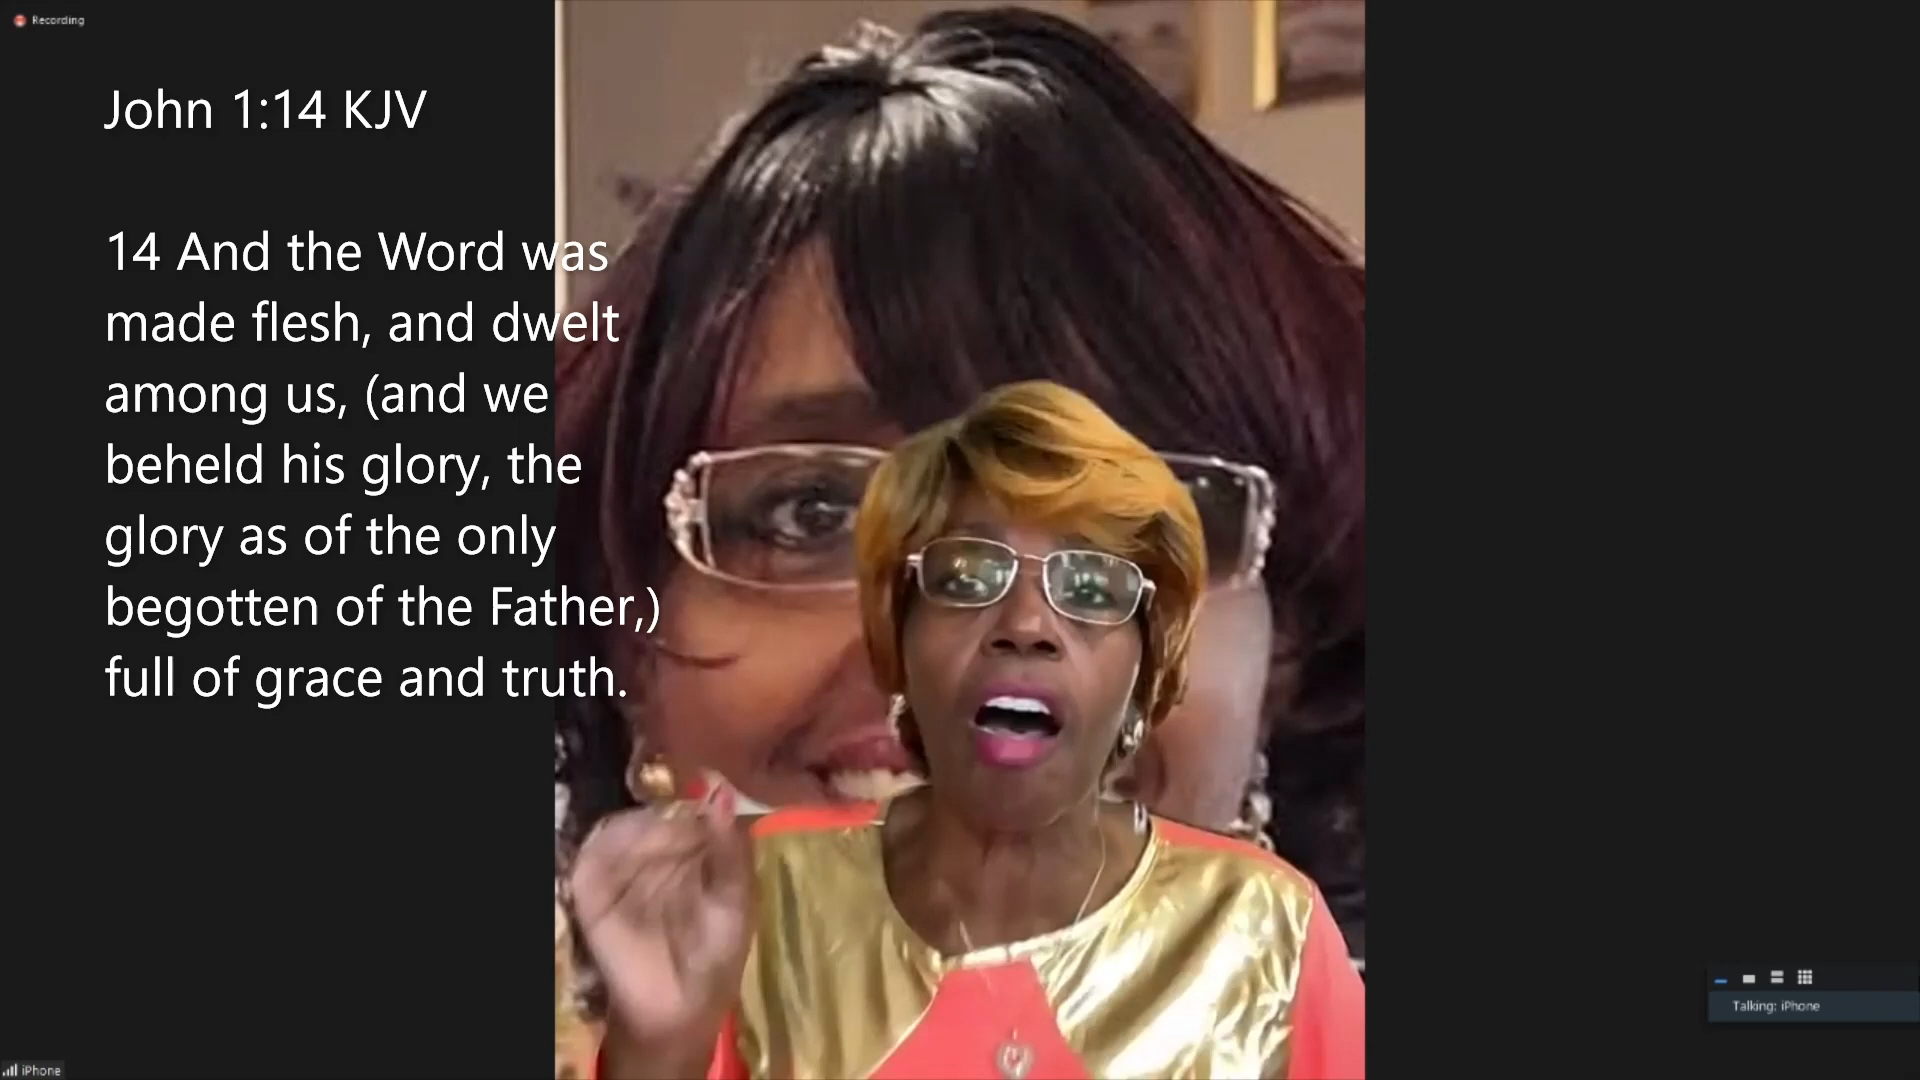 Recording
John 1:14 KJV
14 And the Word was
made flesh, and dwelt
among us, (and we
beheld his glory, the
glory as of the only
begotten of the Father,)
full of grace and truth.
Talking: iPhone
iPhone